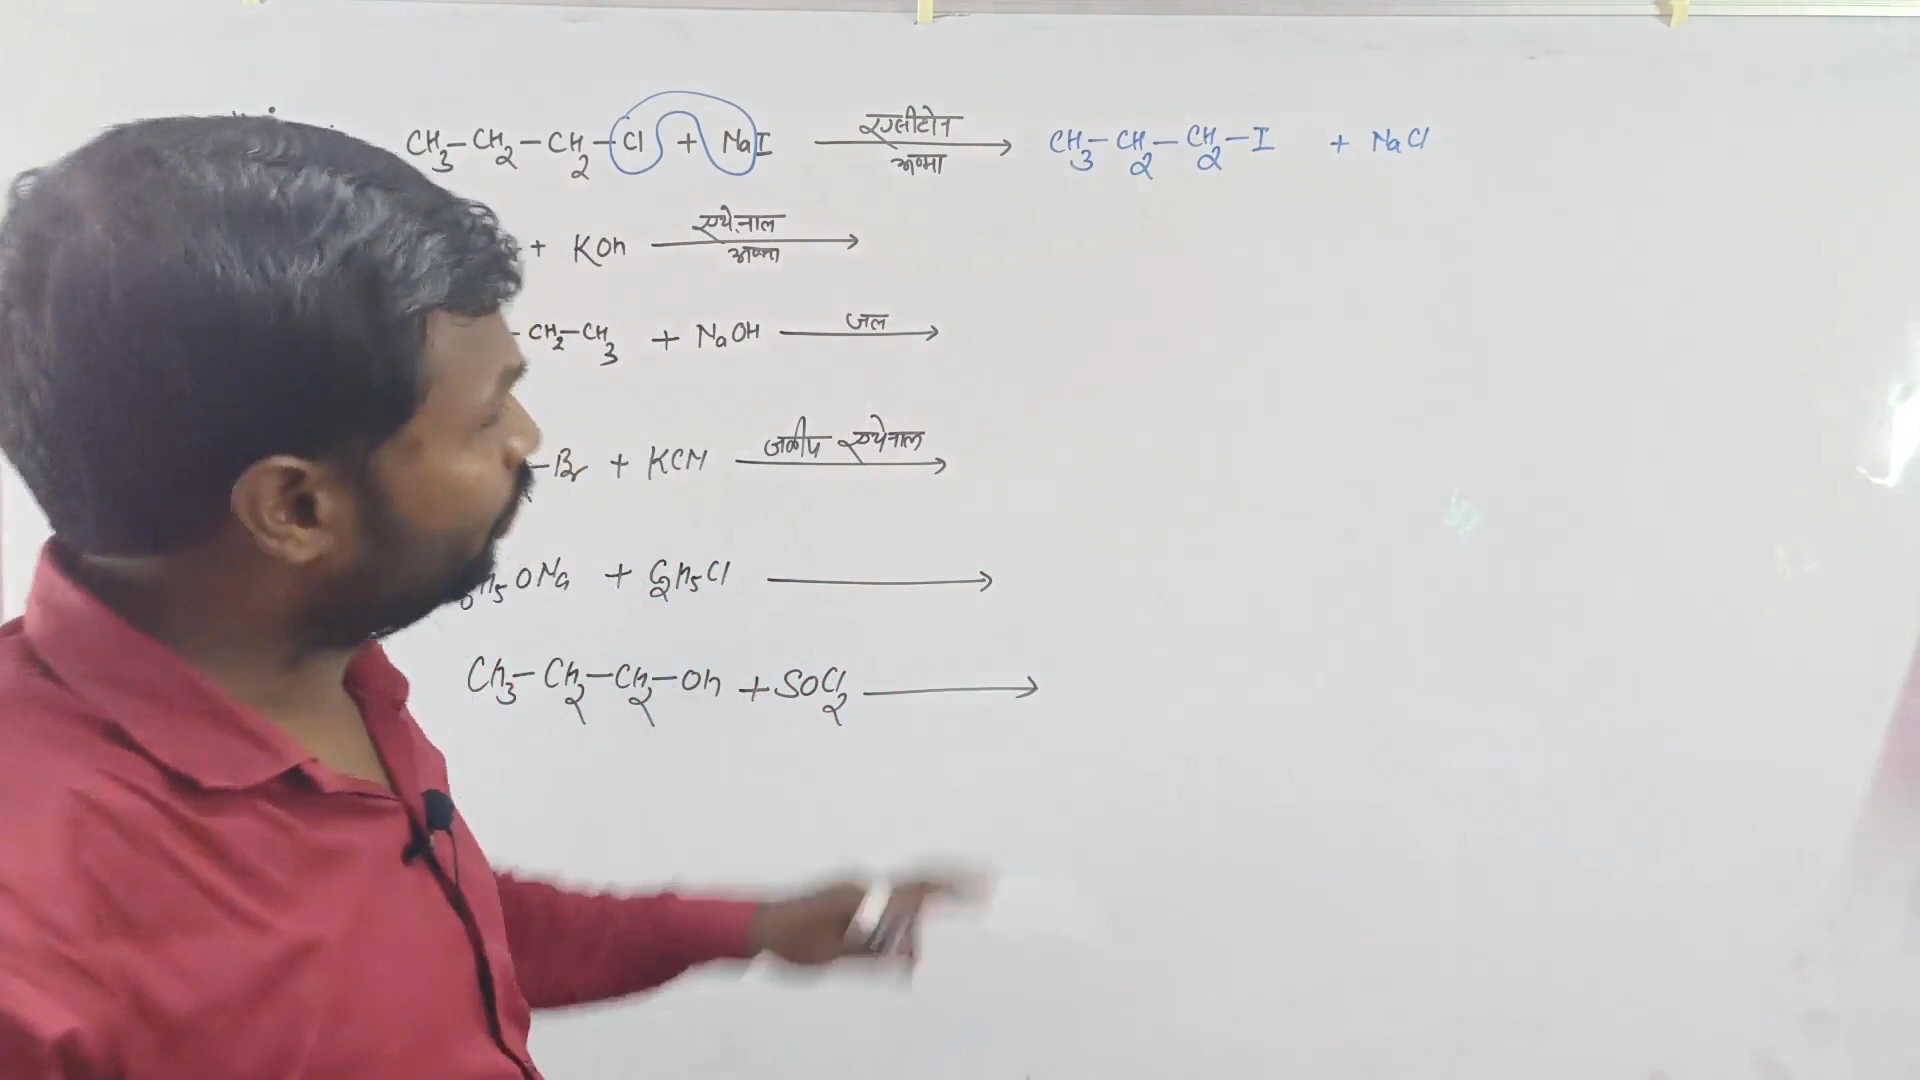 CH3-CH2-CH2-Cl + NaI एसीटोन ऊष्मा → CH3-CH2-CH2-I + NaCl
+ KOh एथेनाल ऊष्मा →
- CH2-CH3 + NaOH जल →
-Br + KCN जलीय एथेनाल →
h5ONa + C2h5Cl →
Ch3-Ch2-Ch2-Oh + SOCl2 →